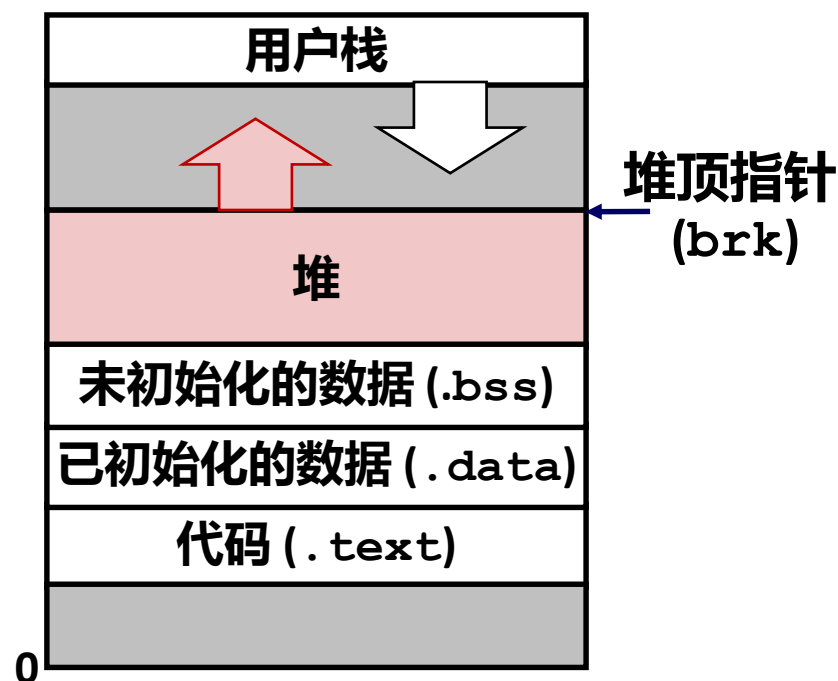 用户栈
堆顶指针
(brk)
堆
未初始化的数据 (.bss)
已初始化的数据 (.data)
代码 (.text)
0